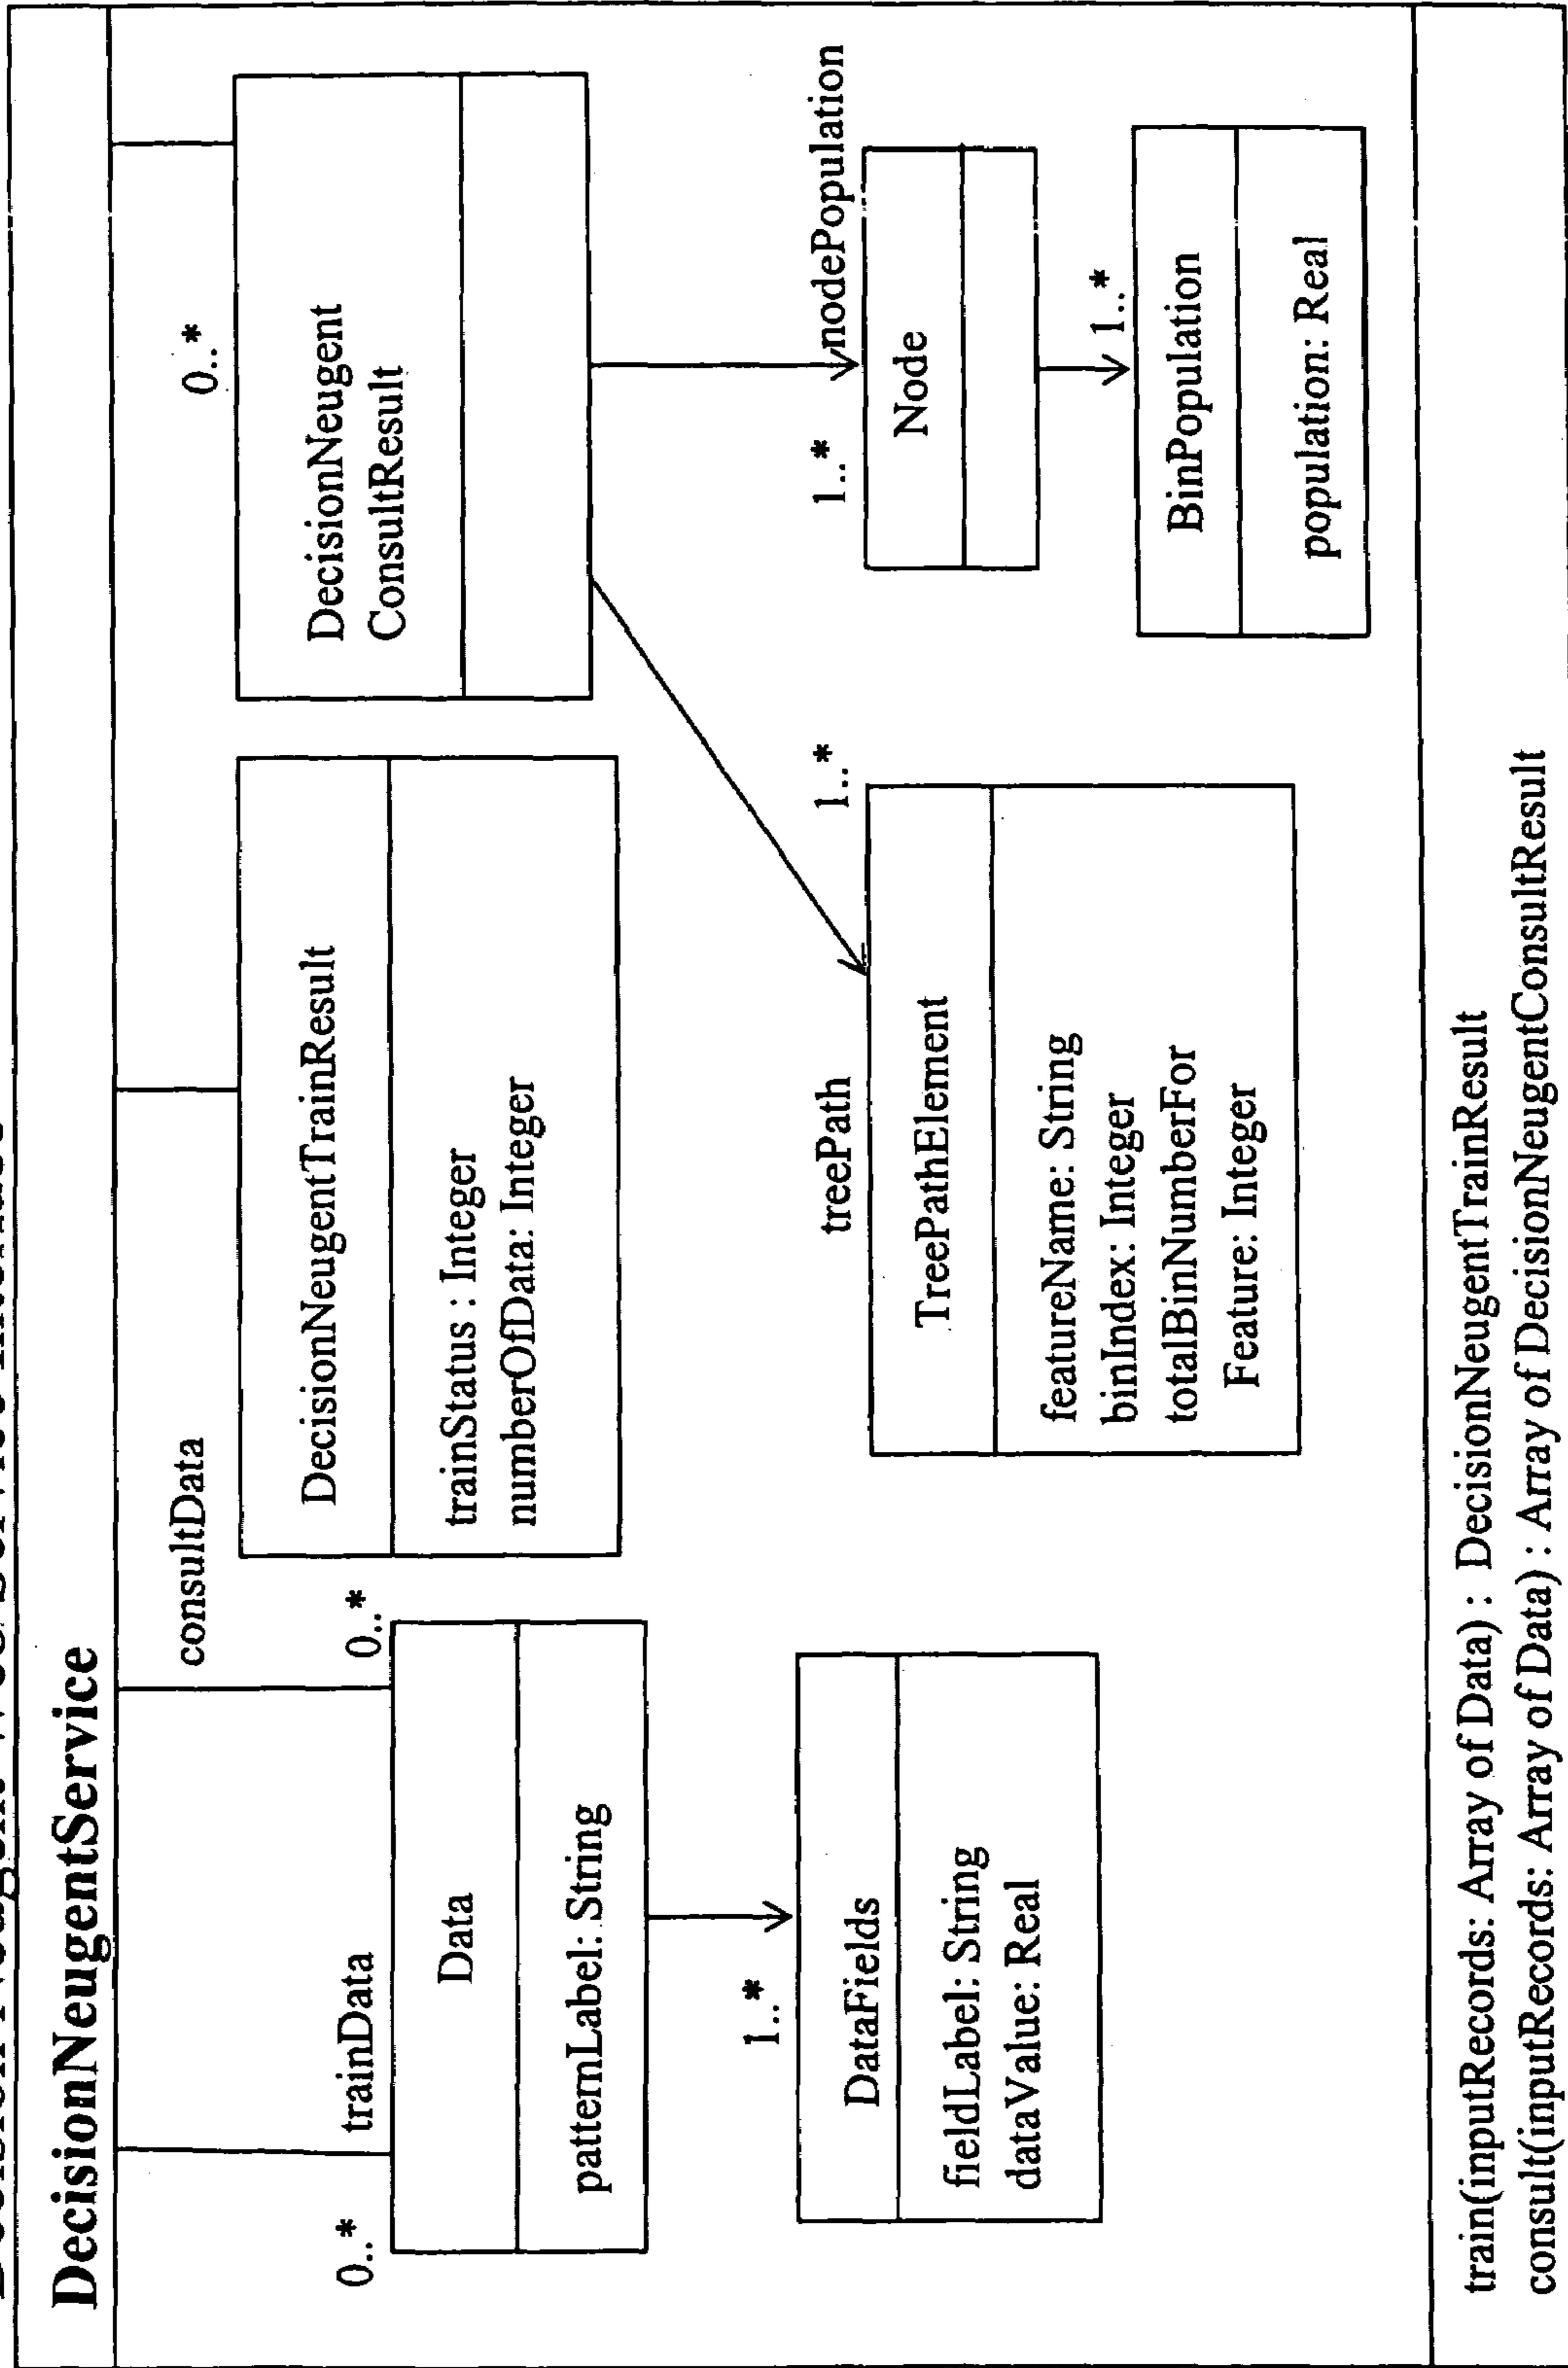 DecisionNeugentService
consultData
0..*
trainData
0..*
0..*
Data
patternLabel: String
1..*
DataFields
fieldLabel: String
dataValue: Real
DecisionNeugentTrainResult
trainStatus : Integer
numberOfData: Integer
DecisionNeugent
ConsultResult
treePath
1..*
TreePathElement
featureName: String
binIndex: Integer
totalBinNumberFor
Feature: Integer
1..*
nodePopulation
Node
1..*
BinPopulation
population: Real
train(inputRecords: Array of Data) : DecisionNeugentTrainResult
consult(inputRecords: Array of Data) : Array of DecisionNeugentConsultResult